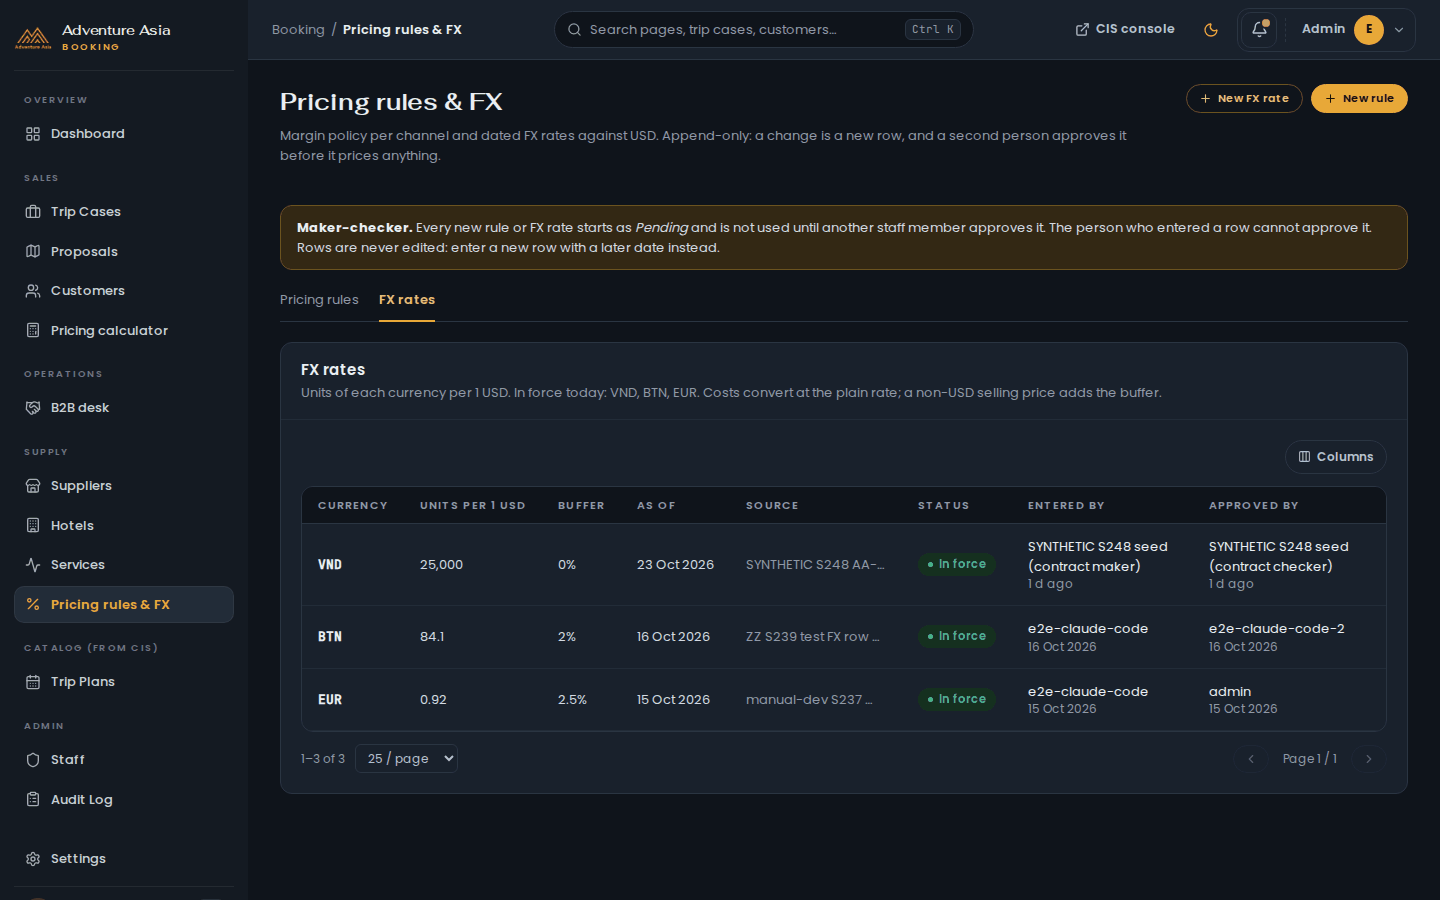 Adventure Asia
BOOKING
Adventure Asia
OVERVIEW
Dashboard
SALES
Trip Cases
Proposals
Customers
Pricing calculator
OPERATIONS
B2B desk
SUPPLY
Suppliers
Hotels
Services
Pricing rules & FX
CATALOG (FROM CIS)
Trip Plans
ADMIN
Staff
Audit Log
Settings
Booking / Pricing rules & FX
Search pages, trip cases, customers… Ctrl K
CIS console
Admin E
Pricing rules & FX
New FX rate
New rule
Margin policy per channel and dated FX rates against USD. Append-only: a change is a new row, and a second person approves it
before it prices anything.
Maker-checker. Every new rule or FX rate starts as Pending and is not used until another staff member approves it. The person who entered a row cannot approve it.
Rows are never edited: enter a new row with a later date instead.
Pricing rules FX rates
FX rates
Units of each currency per 1 USD. In force today: VND, BTN, EUR. Costs convert at the plain rate; a non-USD selling price adds the buffer.
Columns
CURRENCY UNITS PER 1 USD BUFFER AS OF SOURCE STATUS ENTERED BY APPROVED BY
VND 25,000 0% 23 Oct 2026 SYNTHETIC S248 AA-… In force SYNTHETIC S248 seed (contract maker) 1 d ago SYNTHETIC S248 seed (contract checker) 1 d ago
BTN 84.1 2% 16 Oct 2026 ZZ S239 test FX row … In force e2e-claude-code 16 Oct 2026 e2e-claude-code-2 16 Oct 2026
EUR 0.92 2.5% 15 Oct 2026 manual-dev S237 … In force e2e-claude-code 15 Oct 2026 admin 15 Oct 2026
1–3 of 3 25 / page Page 1 / 1